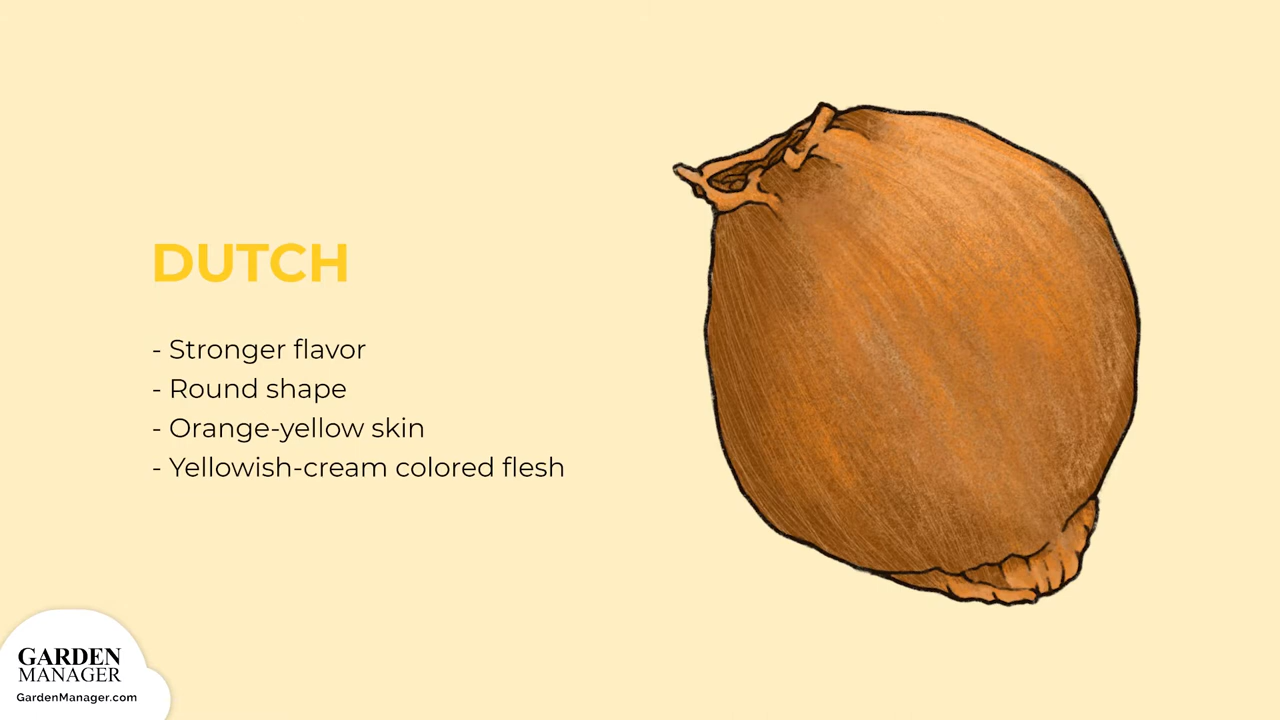 DUTCH
- Stronger flavor
- Round shape
- Orange-yellow skin
- Yellowish-cream colored flesh
GARDEN
MANAGER
GardenManager.com